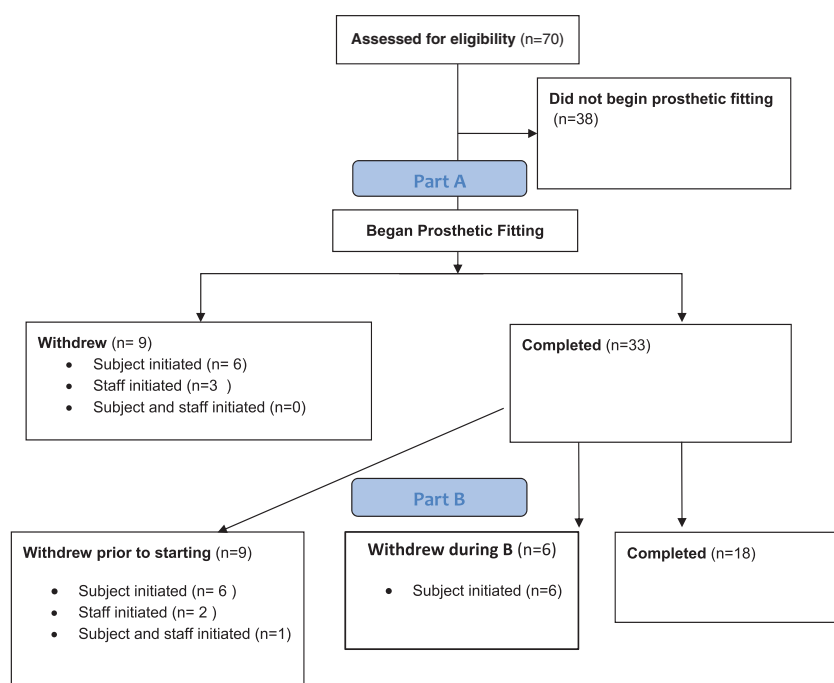 Assessed for eligibility (n=70)
Did not begin prosthetic fitting
(n=38)
Part A
Began Prosthetic Fitting
Withdrew (n= 9)
• Subject initiated (n= 6)
• Staff initiated (n=3 )
• Subject and staff initiated (n=0)
Completed (n=33)
Part B
Withdrew prior to starting (n=9)
• Subject initiated (n= 6 )
• Staff initiated (n= 2 )
• Subject and staff initiated (n=1)
Withdrew during B (n=6)
• Subject initiated (n=6)
Completed (n=18)